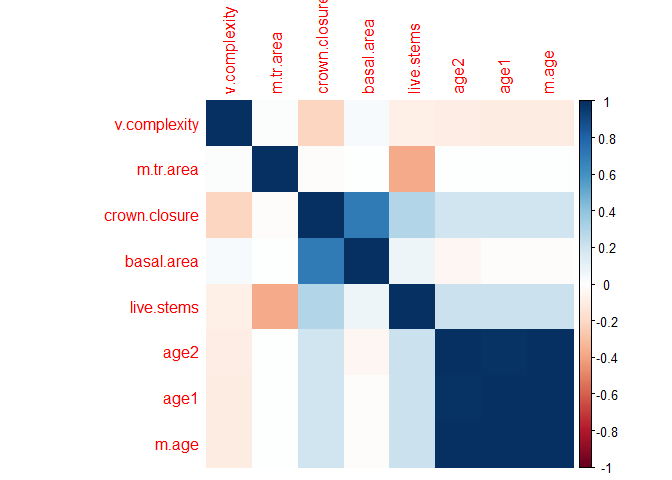 v.complexity
m.tr.area
crown.closure
basal.area
live.stems
age2
age1
m.age
v.complexity
m.tr.area
crown.closure
basal.area
live.stems
age2
age1
m.age
1
0.8
0.6
0.4
0.2
0
-0.2
-0.4
-0.6
-0.8
-1